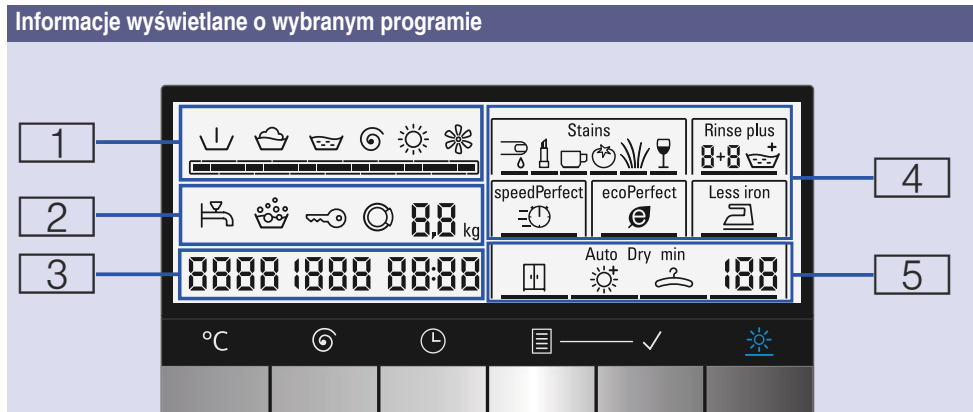 Informacje wyświetlane o wybranym programie
1
2
3
4
5
8,8 kg
8888 1888 88:88
Stains
Rinse plus
8+8
speedPerfect
ecoPerfect
e
Less iron
Auto Dry min
188
°C